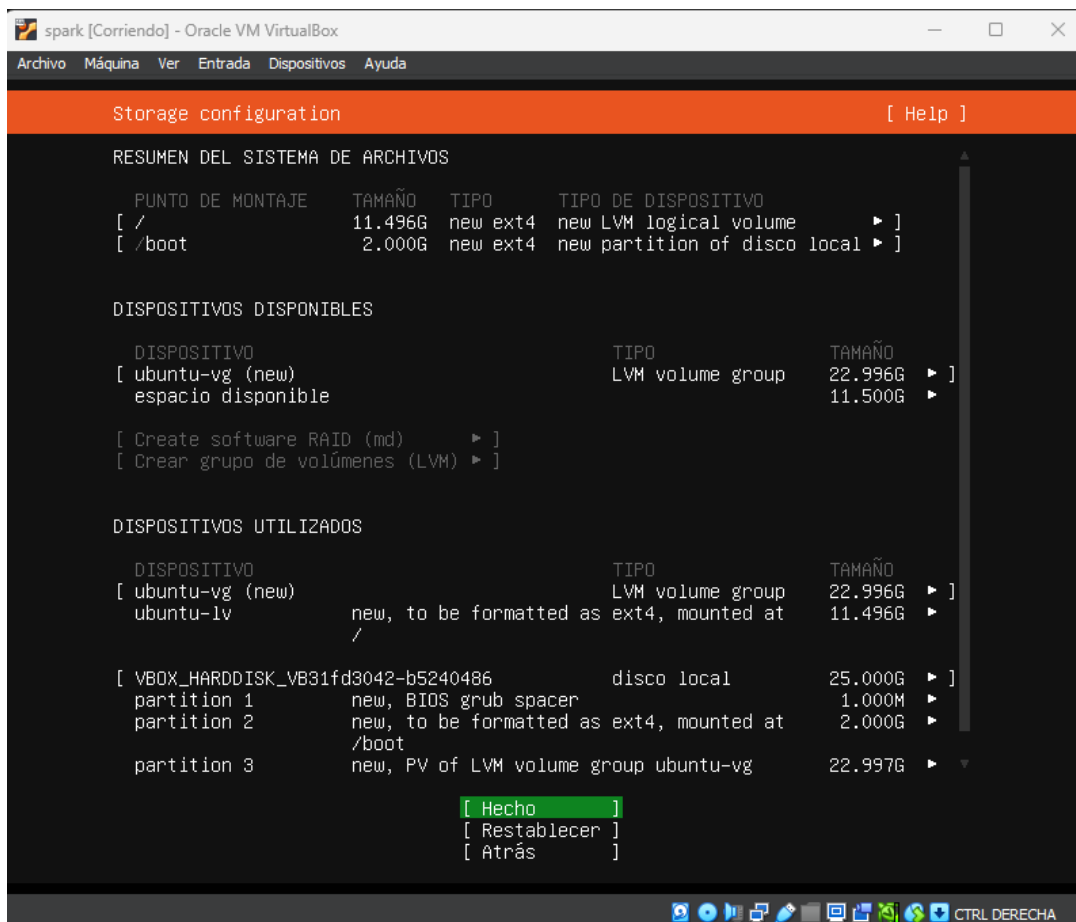 spark [Corriendo] - Oracle VM VirtualBox
Archivo Máquina Ver Entrada Dispositivos Ayuda
Storage configuration [ Help ]
RESUMEN DEL SISTEMA DE ARCHIVOS
PUNTO DE MONTAJE TAMAÑO TIPO TIPO DE DISPOSITIVO
[ / 11.496G new ext4 new LVM logical volume ▸ ]
[ /boot 2.000G new ext4 new partition of disco local ▸ ]
DISPOSITIVOS DISPONIBLES
DISPOSITIVO TIPO TAMAÑO
[ ubuntu-vg (new) LVM volume group 22.996G ▸ ]
espacio disponible 11.500G ▸
[ Create software RAID (md) ▸ ]
[ Crear grupo de volúmenes (LVM) ▸ ]
DISPOSITIVOS UTILIZADOS
DISPOSITIVO TIPO TAMAÑO
[ ubuntu-vg (new) LVM volume group 22.996G ▸ ]
ubuntu-lv new, to be formatted as ext4, mounted at 11.496G ▸
/
[ VBOX_HARDDISK_VB31fd3042-b5240486 disco local 25.000G ▸ ]
partition 1 new, BIOS grub spacer 1.000M ▸
partition 2 new, to be formatted as ext4, mounted at 2.000G ▸
/boot
partition 3 new, PV of LVM volume group ubuntu-vg 22.997G ▸
[ Hecho ]
[ Restablecer ]
[ Atrás ]
CTRL DERECHA